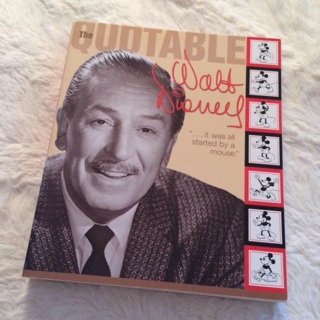 The
QUOTABLE
Walt
Disney
"...it was all
started by a
mouse."